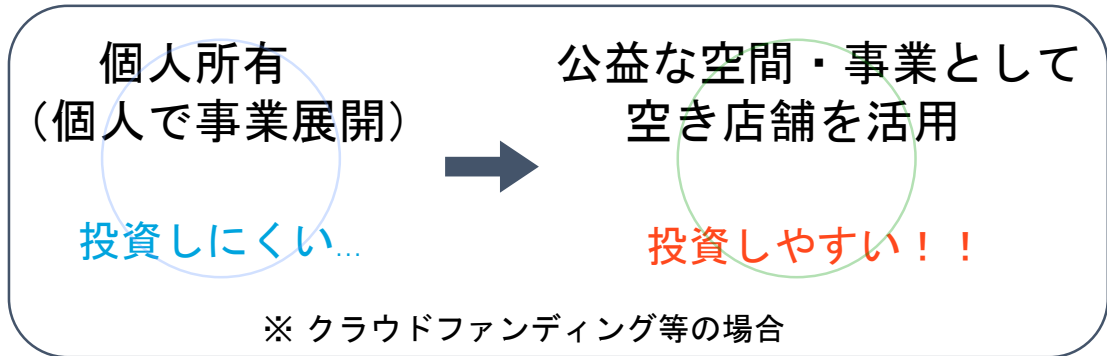 個人所有
（個人で事業展開）
投資しにくい...
公益な空間・事業として
空き店舗を活用
投資しやすい！！
※ クラウドファンディング等の場合